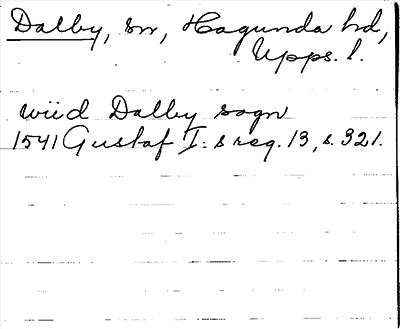 Dalby, sn, Hagunda hd,
Upps. l.
wiid Dalby sogn
1541 Gustaf I:s reg. 13, s. 321.